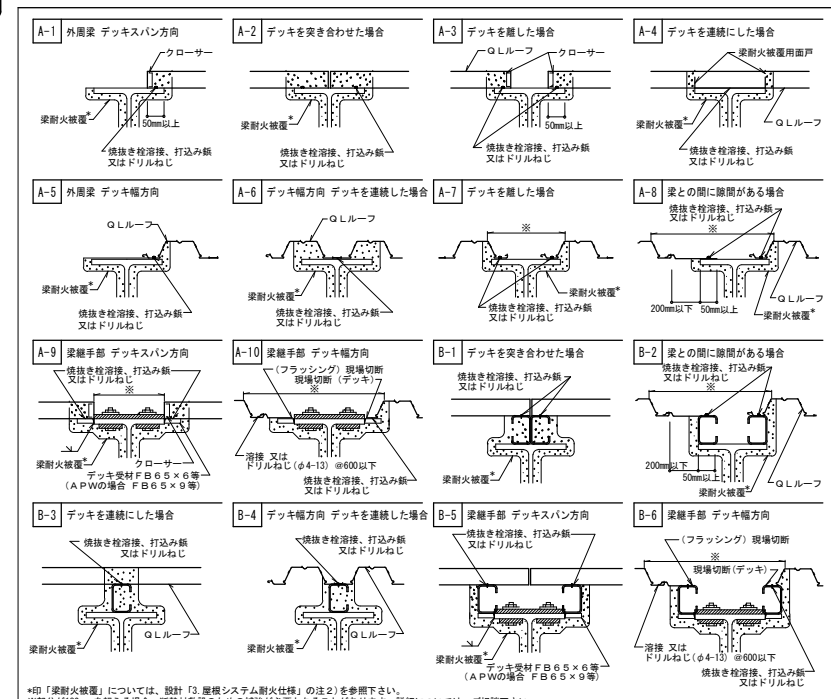 A-1 外周梁 デッキスパン方向
クローサー
梁耐火被覆*
50mm以上
焼抜き栓溶接、打込み鋲
又はドリルねじ
A-2 デッキを突き合わせた場合
梁耐火被覆*
焼抜き栓溶接、打込み鋲
又はドリルねじ
A-3 デッキを離した場合
QLルーフ
クローサー
梁耐火被覆*
50mm以上
焼抜き栓溶接、打込み鋲
又はドリルねじ
A-4 デッキを連続にした場合
梁耐火被覆用面戸
梁耐火被覆*
QLルーフ
焼抜き栓溶接、打込み鋲
又はドリルねじ
A-5 外周梁 デッキ幅方向
QLルーフ
梁耐火被覆*
焼抜き栓溶接、打込み鋲
又はドリルねじ
A-6 デッキ幅方向 デッキを連続した場合
QLルーフ
梁耐火被覆*
焼抜き栓溶接、打込み鋲
又はドリルねじ
A-7 デッキを離した場合
※
梁耐火被覆*
焼抜き栓溶接、打込み鋲
又はドリルねじ
A-8 梁との間に隙間がある場合
焼抜き栓溶接、打込み鋲
又はドリルねじ
※
QLルーフ
200mm以下
50mm以上
梁耐火被覆*
A-9 梁継手部 デッキスパン方向
焼抜き栓溶接、打込み鋲
又はドリルねじ
※
梁耐火被覆*
クローサー
デッキ受材FB65×6等
(APWの場合 FB65×9等)
A-10 梁継手部 デッキ幅方向
(フラッシング)現場切断
現場切断(デッキ)
※
溶接 又は
ドリルねじ(φ4-13) @600以下
梁耐火被覆*
焼抜き栓溶接、打込み鋲
又はドリルねじ
B-1 デッキを突き合わせた場合
焼抜き栓溶接、打込み鋲
又はドリルねじ
梁耐火被覆*
B-2 梁との間に隙間がある場合
焼抜き栓溶接、打込み鋲
又はドリルねじ
※
200mm以下
50mm以上
梁耐火被覆*
QLルーフ
B-3 デッキを連続にした場合
焼抜き栓溶接、打込み鋲
又はドリルねじ
梁耐火被覆*
QLルーフ
B-4 デッキ幅方向 デッキを連続した場合
焼抜き栓溶接、打込み鋲
又はドリルねじ
梁耐火被覆*
QLルーフ
B-5 梁継手部 デッキスパン方向
焼抜き栓溶接、打込み鋲
又はドリルねじ
梁耐火被覆*
デッキ受材FB65×6等
(APWの場合 FB65×9等)
B-6 梁継手部 デッキ幅方向
(フラッシング)現場切断
※
現場切断(デッキ)
溶接 又は
ドリルねじ(φ4-13) @600以下
梁耐火被覆*
焼抜き栓溶接、打込み鋲
又はドリルねじ
*印「梁耐火被覆」については、設計「3.屋根システム耐火仕様」の注2)を参照下さい。